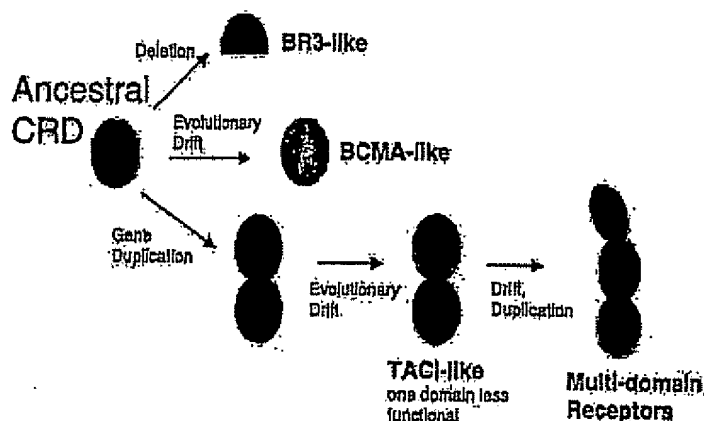 Deletion
BR3-like
Ancestral
CRD
Evolutionary
Drift
BCMA-like
Gene
Duplication
Evolutionary
Drift.
Drift,
Duplication
TACI-like
one domain less
functional
Multi-domain
Receptors